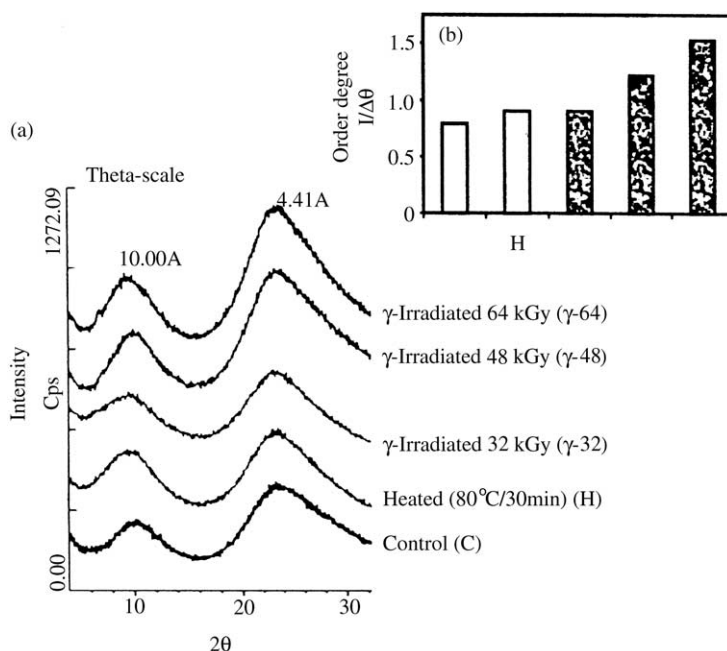 (a)
Theta-scale
1272.09
Intensity
Cps
0.00
10.00A
4.41A
10
20
30
2θ
γ-Irradiated 64 kGy (γ-64)
γ-Irradiated 48 kGy (γ-48)
γ-Irradiated 32 kGy (γ-32)
Heated (80°C/30min) (H)
Control (C)
(b)
Order degree
I/Δθ
1.5
1.0
0.5
0
H